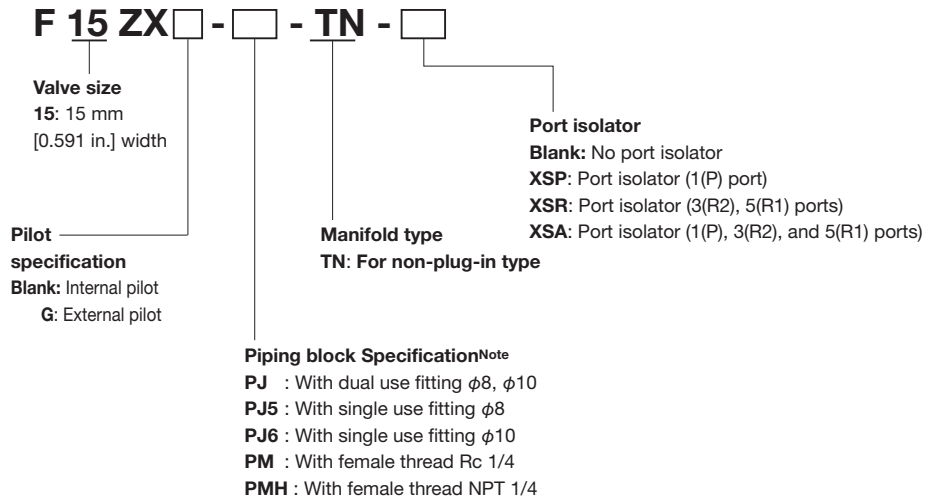 F 15 ZX□ - □ - TN - □
Valve size
15: 15 mm
[0.591 in.] width
Port isolator
Blank: No port isolator
XSP: Port isolator (1(P) port)
XSR: Port isolator (3(R2), 5(R1) ports)
XSA: Port isolator (1(P), 3(R2), and 5(R1) ports)
Pilot
specification
Blank: Internal pilot
G: External pilot
Manifold type
TN: For non-plug-in type
Piping block SpecificationNote
PJ : With dual use fitting φ8, φ10
PJ5 : With single use fitting φ8
PJ6 : With single use fitting φ10
PM : With female thread Rc 1/4
PMH : With female thread NPT 1/4